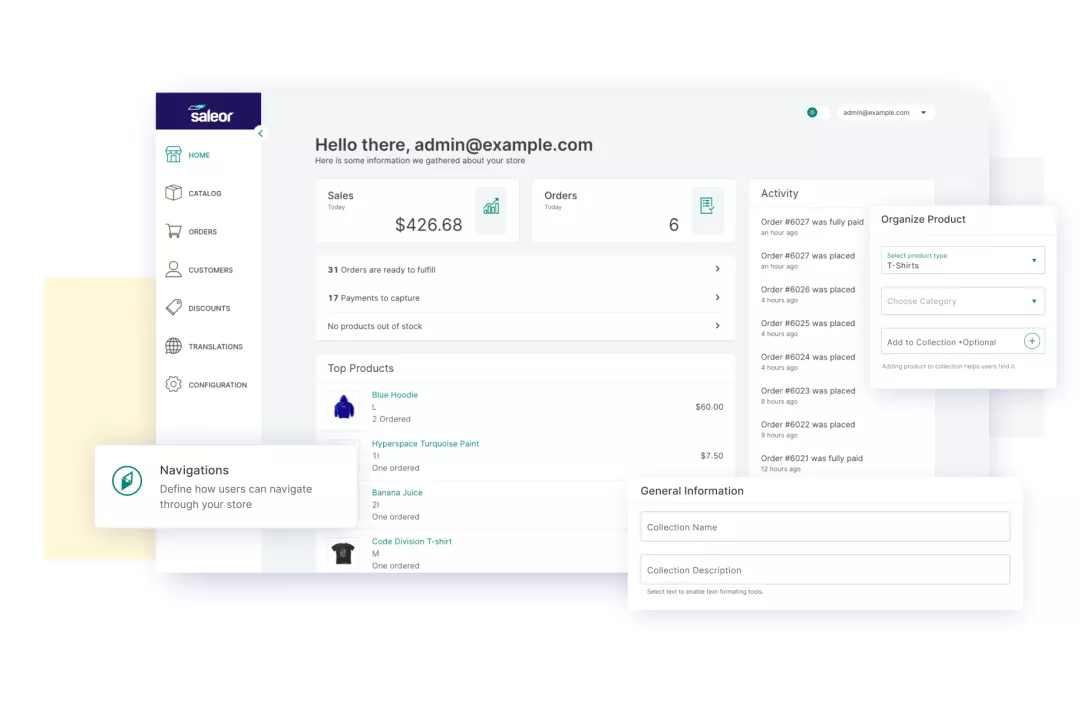 saleor
admin@example.com
HOME
CATALOG
ORDERS
CUSTOMERS
DISCOUNTS
TRANSLATIONS
CONFIGURATION
Navigations
Define how users can navigate
through your store
Hello there, admin@example.com
Here is some information we gathered about your store
Sales
Today
$426.68
Orders
Today
6
31 Orders are ready to fulfill
17 Payments to capture
No products out of stock
Top Products
Blue Hoodie
L
2 Ordered
$60.00
Hyperspace Turquoise Paint
1l
One ordered
$7.50
Banana Juice
2l
One ordered
Code Division T-shirt
M
One ordered
Activity
Order #6027 was fully paid
an hour ago
Order #6027 was placed
an hour ago
Order #6026 was placed
4 hours ago
Order #6025 was placed
4 hours ago
Order #6024 was placed
4 hours ago
Order #6023 was placed
8 hours ago
Order #6022 was placed
9 hours ago
Order #6021 was fully paid
12 hours ago
Organize Product
Select product type
T-Shirts
Choose Category
Add to Collection •Optional
Adding product to collection helps users find it.
General Information
Collection Name
Collection Description
Select text to enable text-formating tools.